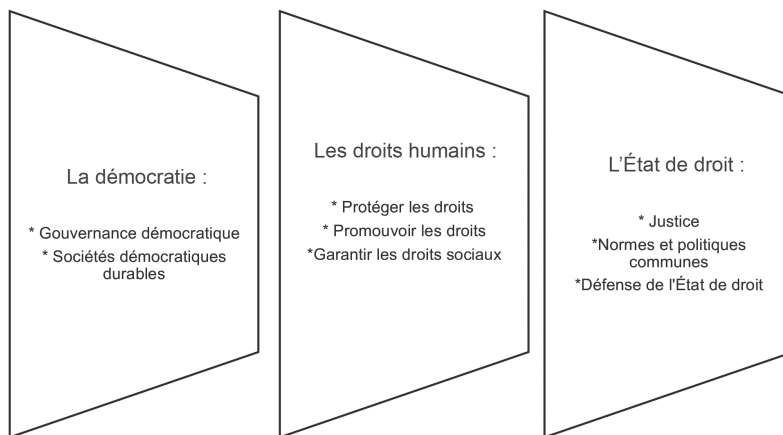 La démocratie :
* Gouvernance démocratique
* Sociétés démocratiques
durables
Les droits humains :
* Protéger les droits
* Promouvoir les droits
*Garantir les droits sociaux
L'État de droit :
* Justice
*Normes et politiques
communes
*Défense de l'État de droit